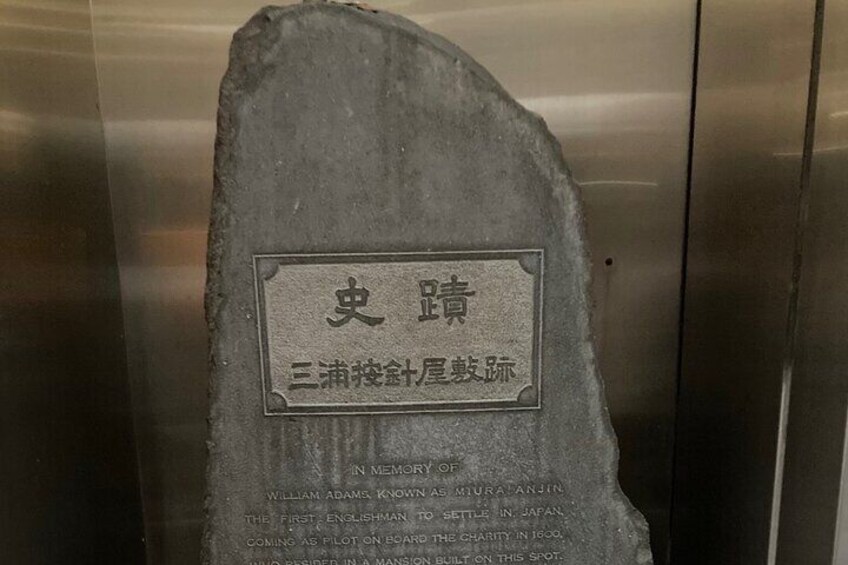 史蹟
三浦按針屋敷跡
IN MEMORY OF
WILLIAM ADAMS, KNOWN AS MIURA ANJIN,
THE FIRST ENGLISHMAN TO SETTLE IN JAPAN,
COMING AS PILOT ON BOARD THE CHARITY IN 1600,
WHO RESIDED IN A MANSION BUILT ON THIS SPOT.